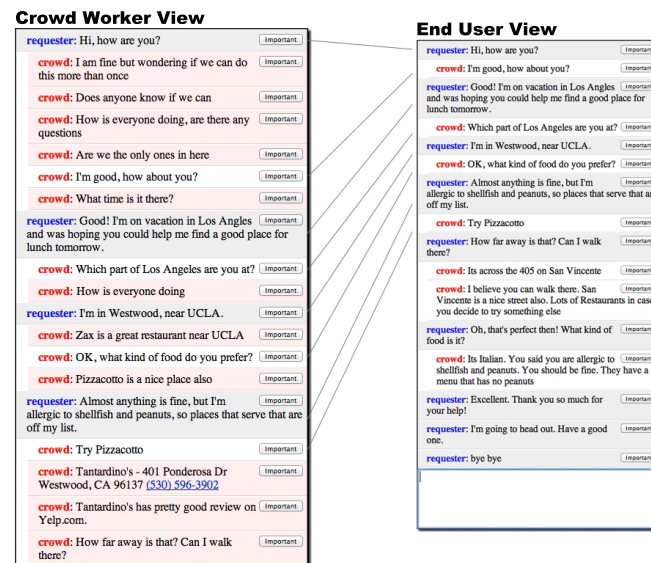 Crowd Worker View
requester: Hi, how are you? Important
crowd: I am fine but wondering if we can do Important
this more than once
crowd: Does anyone know if we can Important
crowd: How is everyone doing, are there any Important
questions
crowd: Are we the only ones in here Important
crowd: I'm good, how about you? Important
crowd: What time is it there? Important
requester: Good! I'm on vacation in Los Angles Important
and was hoping you could help me find a good place for
lunch tomorrow.
crowd: Which part of Los Angeles are you at? Important
crowd: How is everyone doing Important
requester: I'm in Westwood, near UCLA. Important
crowd: Zax is a great restaurant near UCLA Important
crowd: OK, what kind of food do you prefer? Important
crowd: Pizzacotto is a nice place also Important
requester: Almost anything is fine, but I'm Important
allergic to shellfish and peanuts, so places that serve that are
off my list.
crowd: Try Pizzacotto Important
crowd: Tantardino's - 401 Ponderosa Dr Important
Westwood, CA 96137 (530) 596-3902
crowd: Tantardino's has pretty good review on Important
Yelp.com.
crowd: How far away is that? Can I walk Important
there?
End User View
requester: Hi, how are you? Important
crowd: I'm good, how about you? Important
requester: Good! I'm on vacation in Los Angles Important
and was hoping you could help me find a good place for
lunch tomorrow.
crowd: Which part of Los Angeles are you at? Important
requester: I'm in Westwood, near UCLA. Important
crowd: OK, what kind of food do you prefer? Important
requester: Almost anything is fine, but I'm Important
allergic to shellfish and peanuts, so places that serve that ar
off my list.
crowd: Try Pizzacotto Important
requester: How far away is that? Can I walk Important
there?
crowd: Its across the 405 on San Vincente Important
crowd: I believe you can walk there. San Important
Vincente is a nice street also. Lots of Restaurants in case
you decide to try something else
requester: Oh, that's perfect then! What kind of Important
food is it?
crowd: Its Italian. You said you are allergic to Important
shellfish and peanuts. You should be fine. They have a
menu that has no peanuts
requester: Excellent. Thank you so much for Important
your help!
requester: I'm going to head out. Have a good Important
one.
requester: bye bye Important